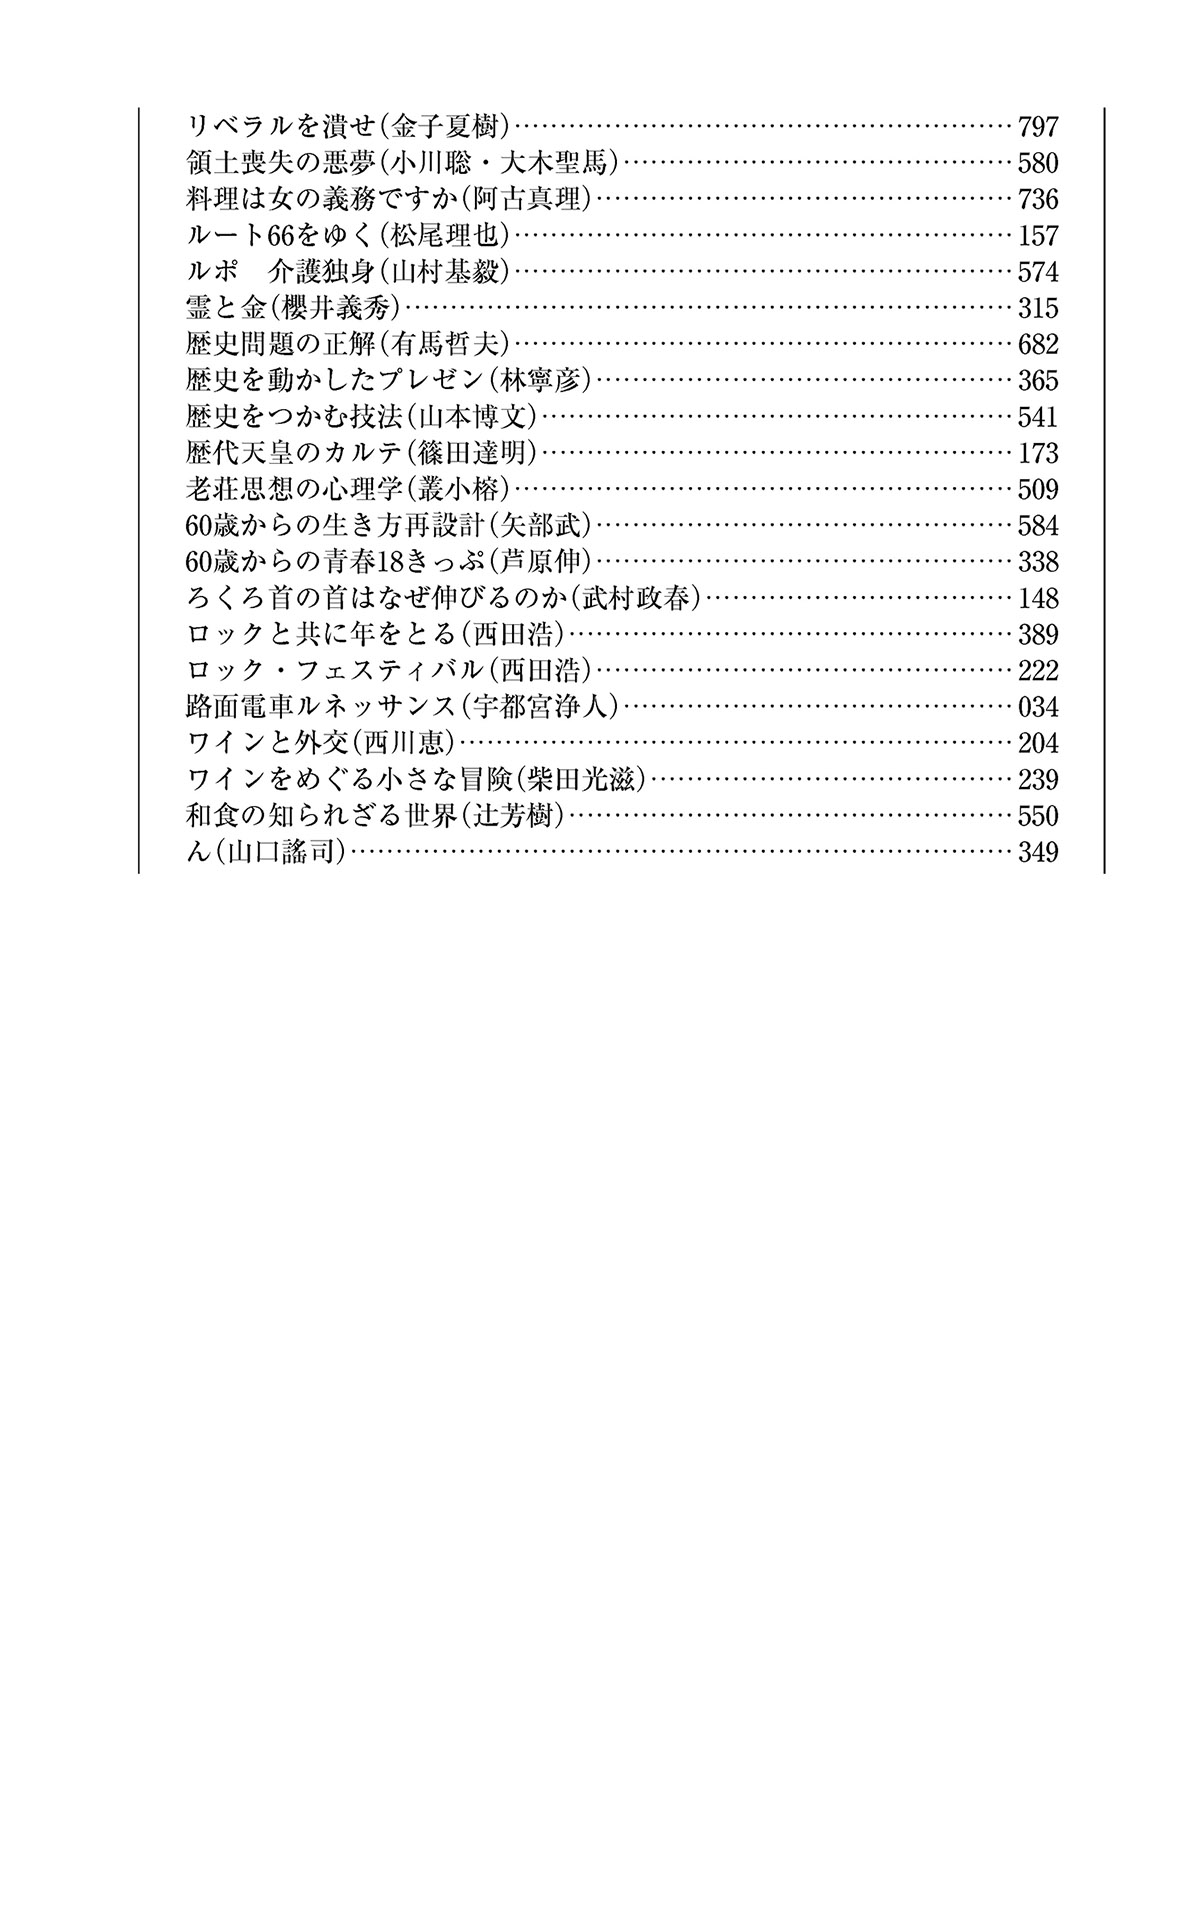 リベラルを潰せ(金子夏樹)……………………………………………………797
領土喪失の悪夢(小川聡・大木聖馬)…………………………………………580
料理は女の義務ですか(阿古真理)……………………………………………736
ルート66をゆく(松尾理也)……………………………………………………157
ルポ　介護独身(山村基毅)……………………………………………………574
霊と金(櫻井義秀)………………………………………………………………315
歴史問題の正解(有馬哲夫)……………………………………………………682
歴史を動かしたプレゼン(林寧彦)……………………………………………365
歴史をつかむ技法(山本博文)…………………………………………………541
歴代天皇のカルテ(篠田達明)…………………………………………………173
老荘思想の心理学(叢小榕)……………………………………………………509
60歳からの生き方再設計(矢部武)……………………………………………584
60歳からの青春18きっぷ(芦原伸)……………………………………………338
ろくろ首の首はなぜ伸びるのか(武村政春)…………………………………148
ロックと共に年をとる(西田浩)………………………………………………389
ロック・フェスティバル(西田浩)……………………………………………222
路面電車ルネッサンス(宇都宮浄人)…………………………………………034
ワインと外交(西川恵)…………………………………………………………204
ワインをめぐる小さな冒険(柴田光滋)………………………………………239
和食の知られざる世界(辻芳樹)………………………………………………550
ん(山口謠司)……………………………………………………………………349